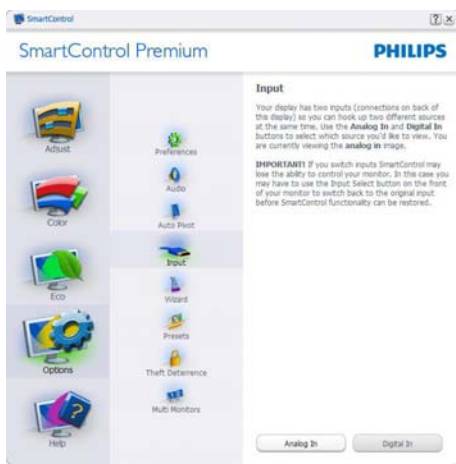 SmartControl
SmartControl Premium
PHILIPS
Adjust
Color
Eco
Options
Help
Preferences
Audio
Auto Pivot
Input
Wizard
Presets
Theft Deterrence
Multi Monitors
Input
Your display has two inputs (connections on back of
this display) so you can hook up two different sources
at the same time. Use the Analog In and Digital In
buttons to select which source you'd like to view. You
are currently viewing the analog in image.
IMPORTANT! If you switch inputs SmartControl may
lose the ability to control your monitor. In this case you
may have to use the Input Select button on the front
of your monitor to switch back to the original input
before SmartControl functionality can be restored.
Analog In
Digital In